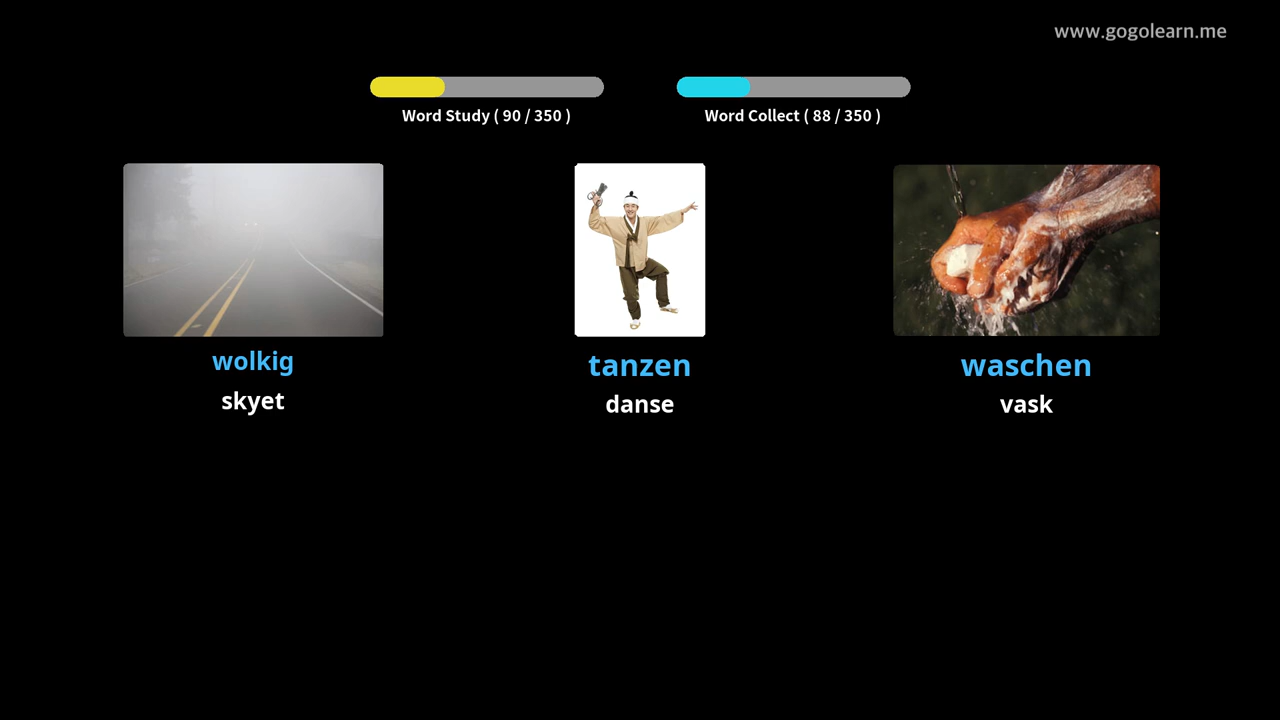 www.gogolearn.me
Word Study ( 90 / 350 )
Word Collect ( 88 / 350 )
wolkig
skyet
tanzen
danse
waschen
vask